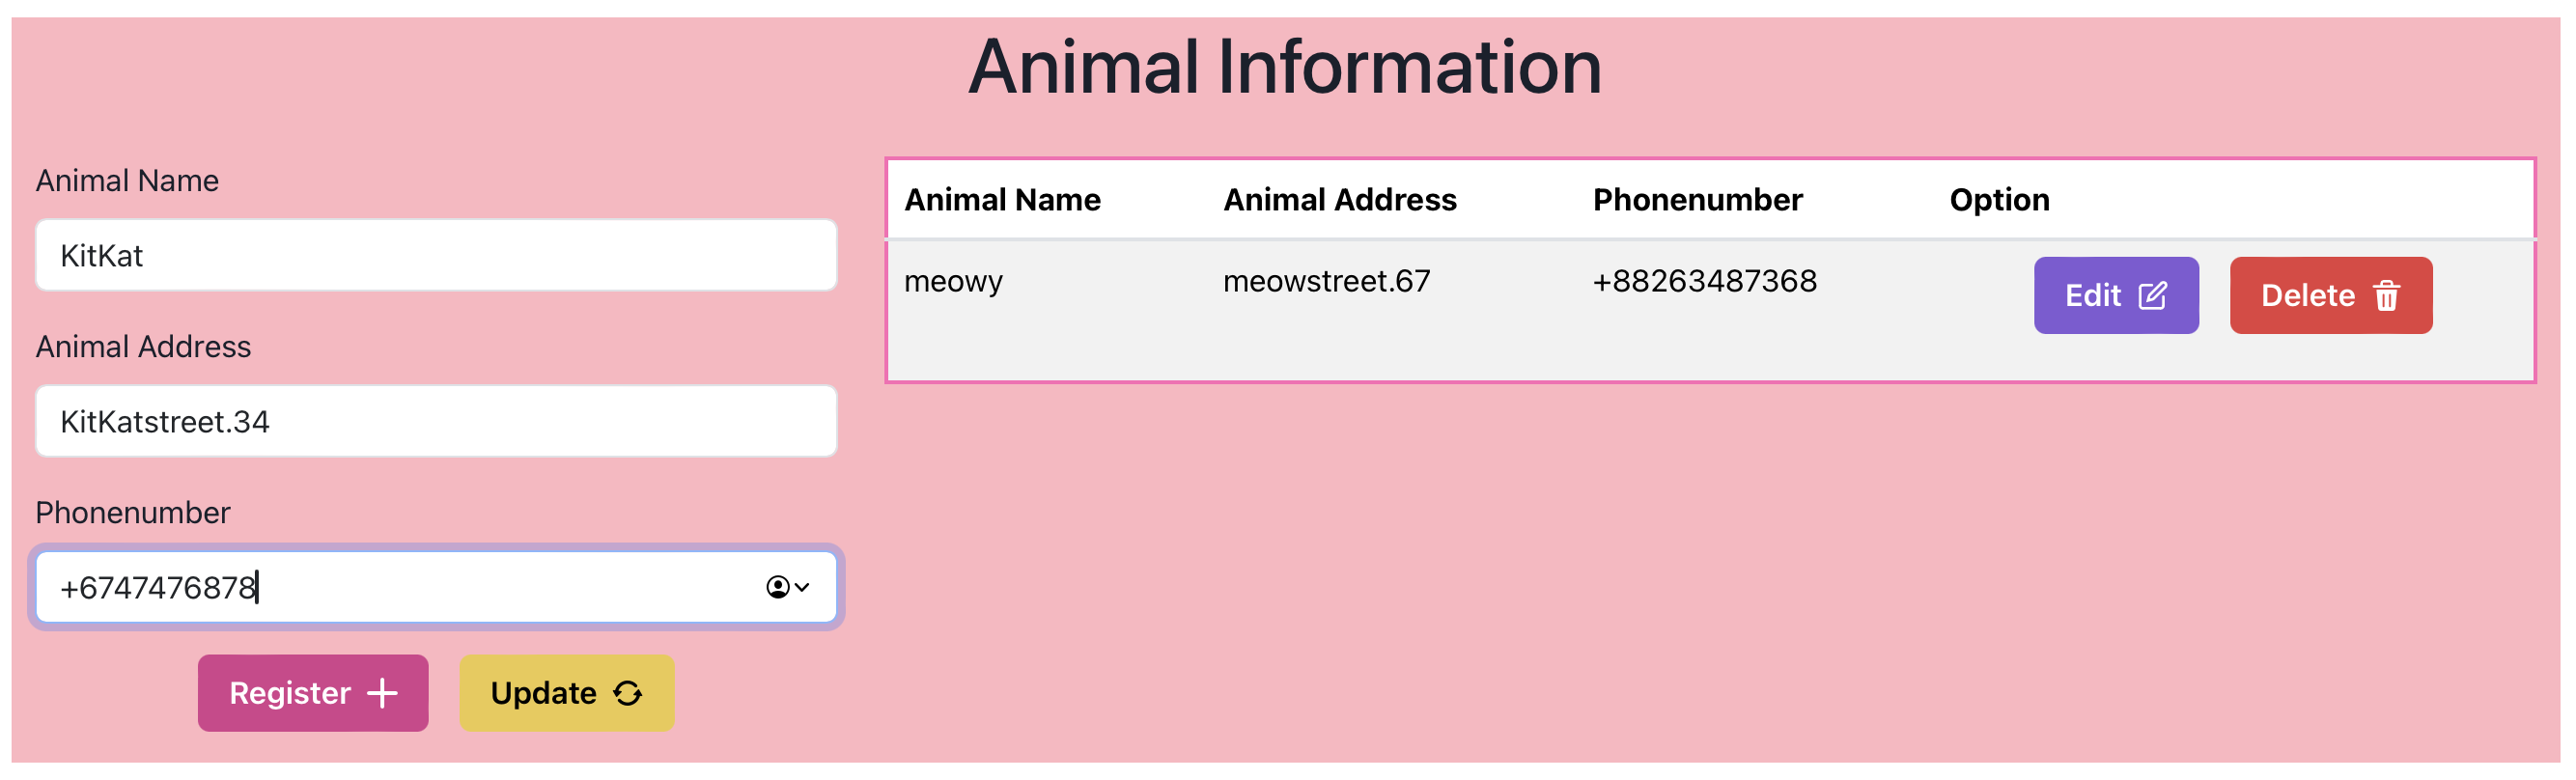 Animal Information
Animal Name
KitKat
Animal Address
KitKatstreet.34
Phonenumber
+6747476878
Register
Update
Animal Name Animal Address Phonenumber Option
meowy meowstreet.67 +88263487368 Edit Delete